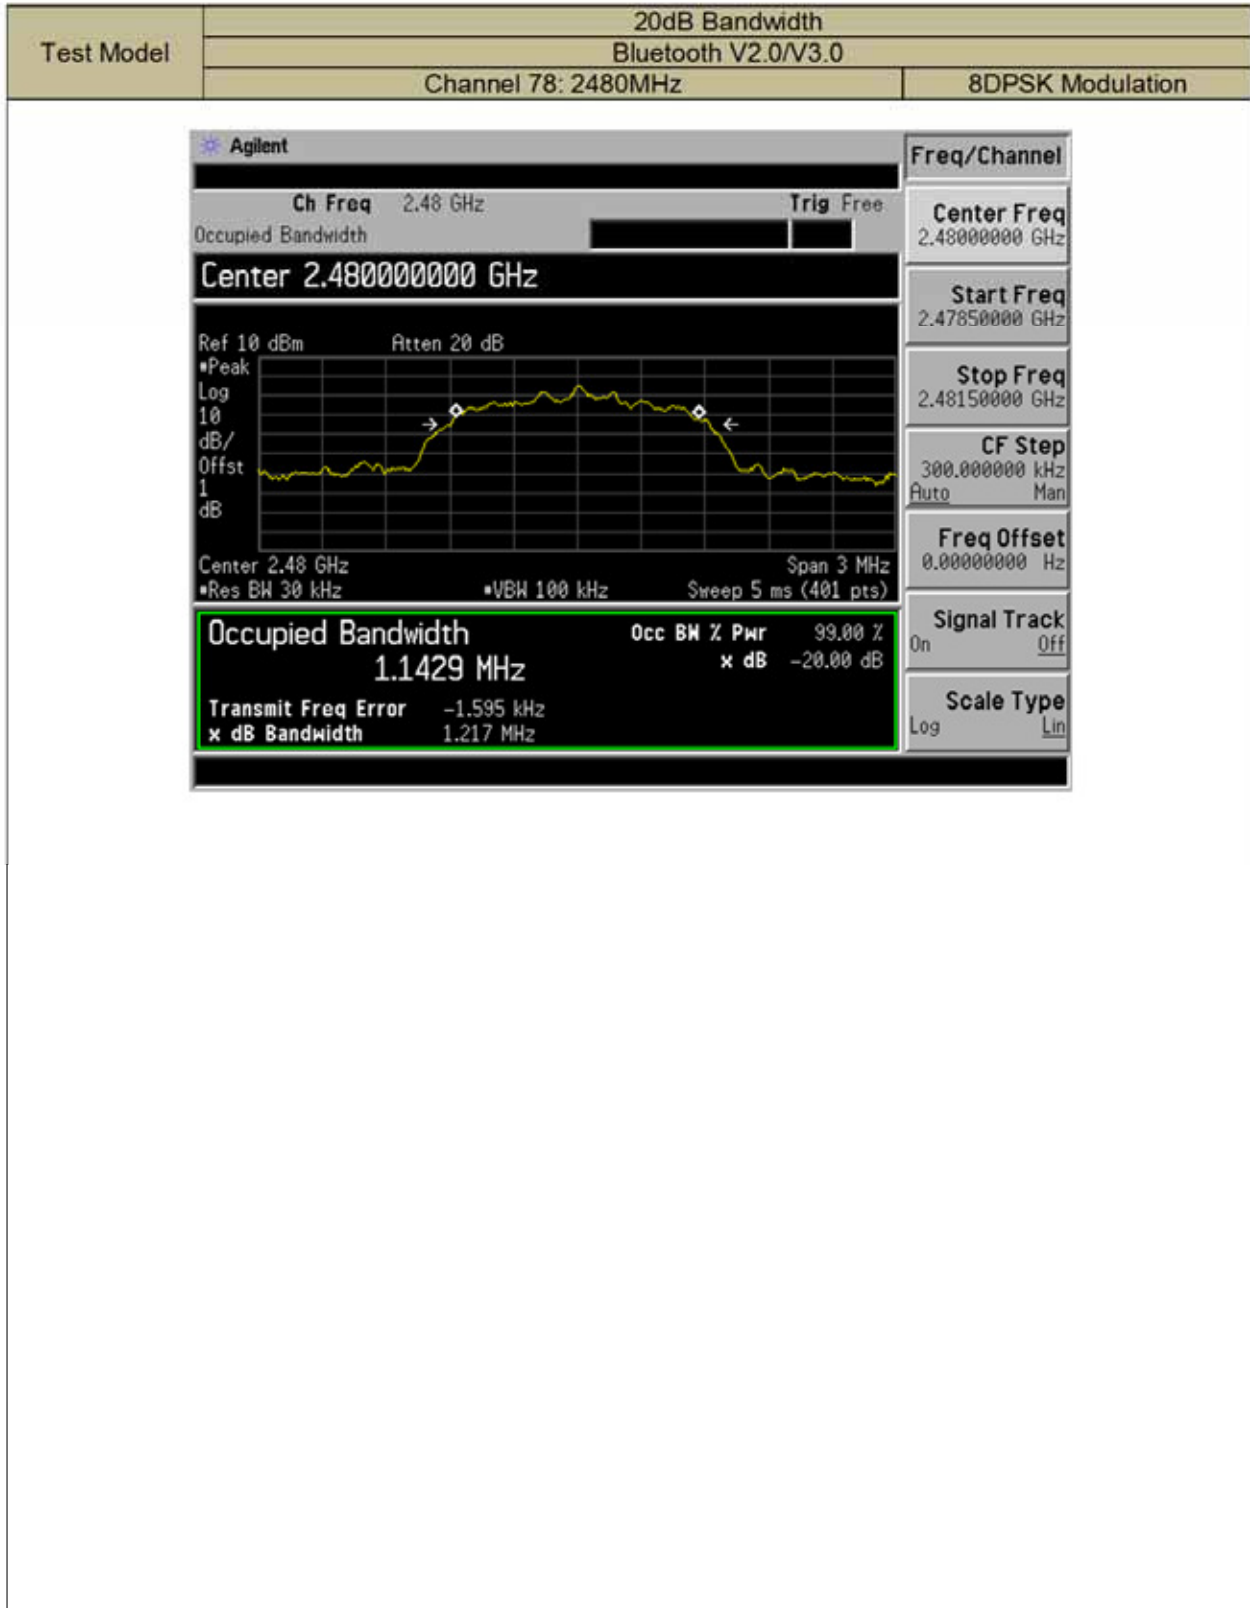 20dB Bandwidth
Test Model
Bluetooth V2.0/V3.0
Channel 78: 2480MHz
8DPSK Modulation
Agilent
Freq/Channel
Ch Freq 2.48 GHz Trig Free
Occupied Bandwidth
Center Freq
2.48000000 GHz
Center 2.480000000 GHz
Start Freq
2.47850000 GHz
Ref 10 dBm Atten 20 dB
Stop Freq
2.48150000 GHz
Peak
Log
10
dB/
Offst
1
dB
CF Step
300.000000 kHz
Auto Man
Freq Offset
0.00000000 Hz
Center 2.48 GHz Span 3 MHz
Res BW 30 kHz VBW 100 kHz Sweep 5 ms (401 pts)
Signal Track
On Off
Occupied Bandwidth Occ BW % Pwr 99.00 %
1.1429 MHz x dB -20.00 dB
Scale Type
Log Lin
Transmit Freq Error -1.595 kHz
x dB Bandwidth 1.217 MHz